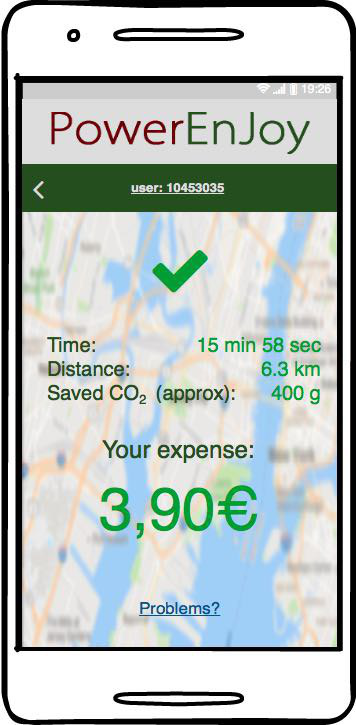 19:26
PowerEnJoy
user: 10453035
Time: 15 min 58 sec
Distance: 6.3 km
Saved CO₂ (approx): 400 g
Your expense:
3,90€
Problems?